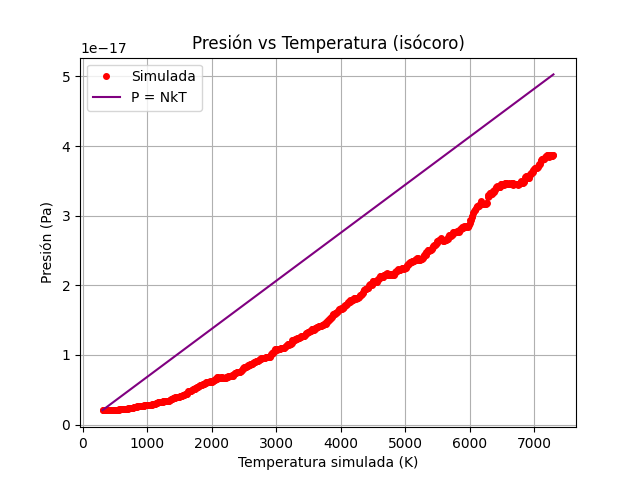 Presión vs Temperatura (isócoro)
1e−17
Simulada
P = NkT
5
4
3
2
1
0
Presión (Pa)
0 1000 2000 3000 4000 5000 6000 7000
Temperatura simulada (K)